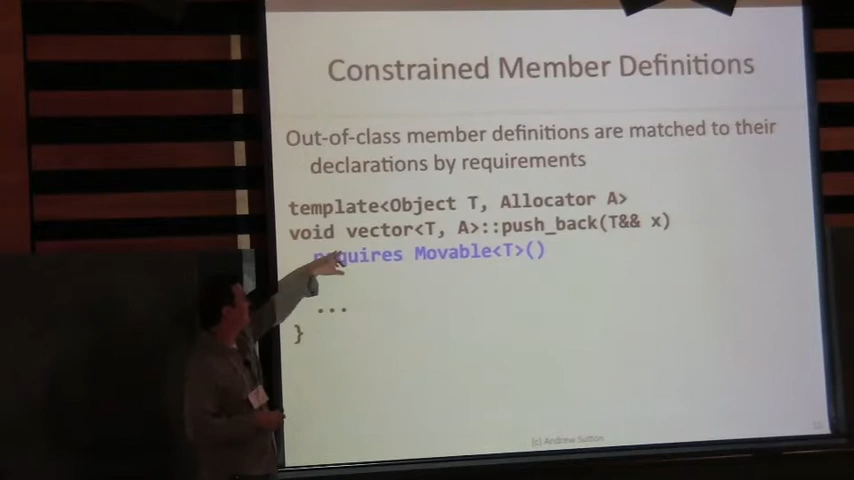 Constrained Member Definitions
Out-of-class member definitions are matched to their
declarations by requirements
template<Object T, Allocator A>
void vector<T, A>::push_back(T&& x)
requires Movable<T>()
...
}
(c) Andrew Sutton